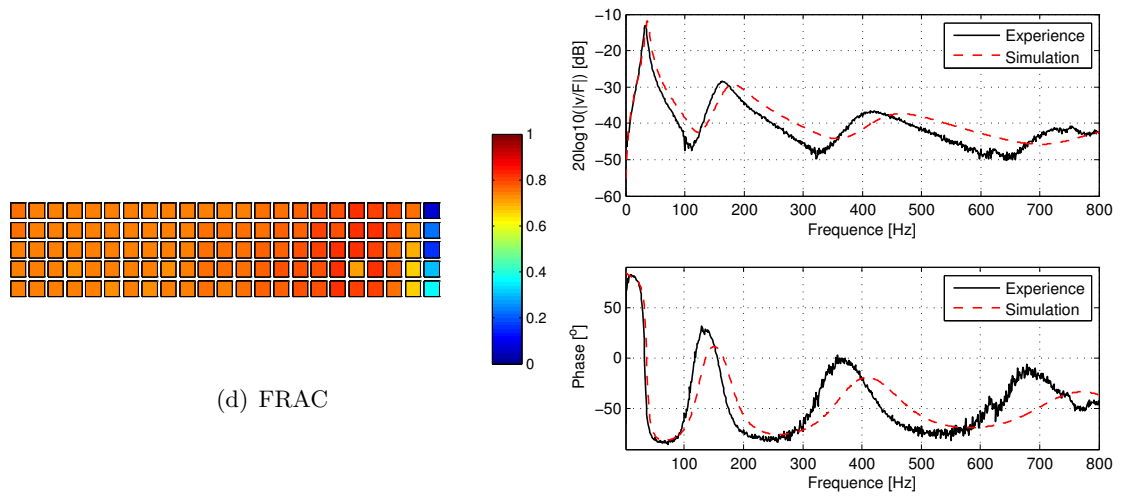 1
0.8
0.6
0.4
0.2
0
(d) FRAC
−10
−20
−30
−40
−50
−60
20log10(|v/F|) [dB]
Experience
Simulation
0 100 200 300 400 500 600 700 800
Frequence [Hz]
50
0
−50
Phase [°]
Experience
Simulation
100 200 300 400 500 600 700 800
Frequence [Hz]